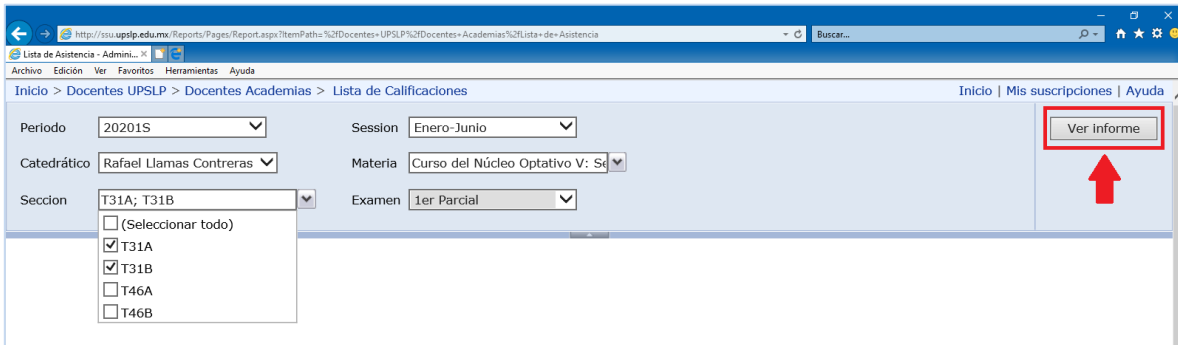 http://ssu.upslp.edu.mx/Reports/Pages/Report.aspx?ItemPath=%2fDocentes+UPSLP%2fDocentes+Academias%2fLista+de+Asistencia Buscar...
Lista de Asistencia - Admini...
Archivo Edición Ver Favoritos Herramientas Ayuda
Inicio > Docentes UPSLP > Docentes Academias > Lista de Calificaciones Inicio | Mis suscripciones | Ayuda
Periodo 20201S Session Enero-Junio Ver informe
Catedrático Rafael Llamas Contreras Materia Curso del Núcleo Optativo V: Se
Seccion T31A; T31B Examen 1er Parcial
(Seleccionar todo)
T31A
T31B
T46A
T46B